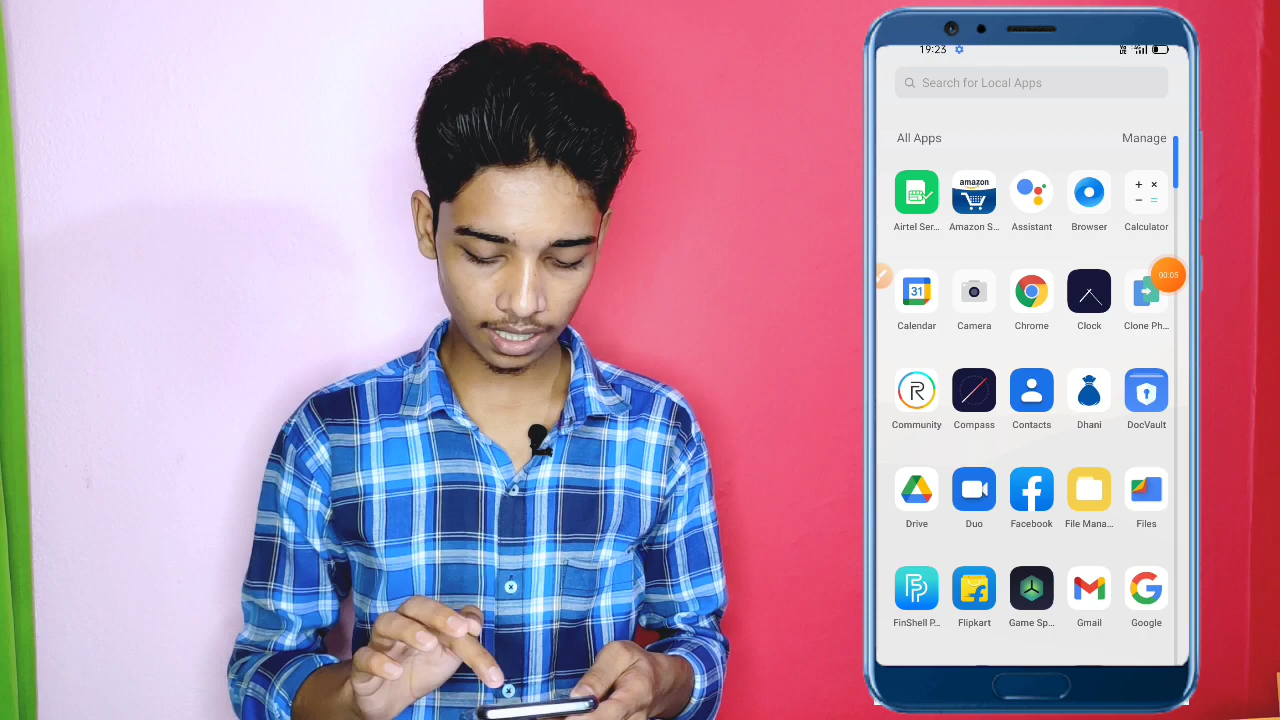 19:23
Search for Local Apps
All Apps Manage
amazon
31
00:05
Airtel Ser... Amazon S... Assistant Browser Calculator
Calendar Camera Chrome Clock Clone Ph...
Community Compass Contacts Dhani DocVault
Drive Duo Facebook File Mana... Files
FinShell P... Flipkart Game Sp... Gmail Google